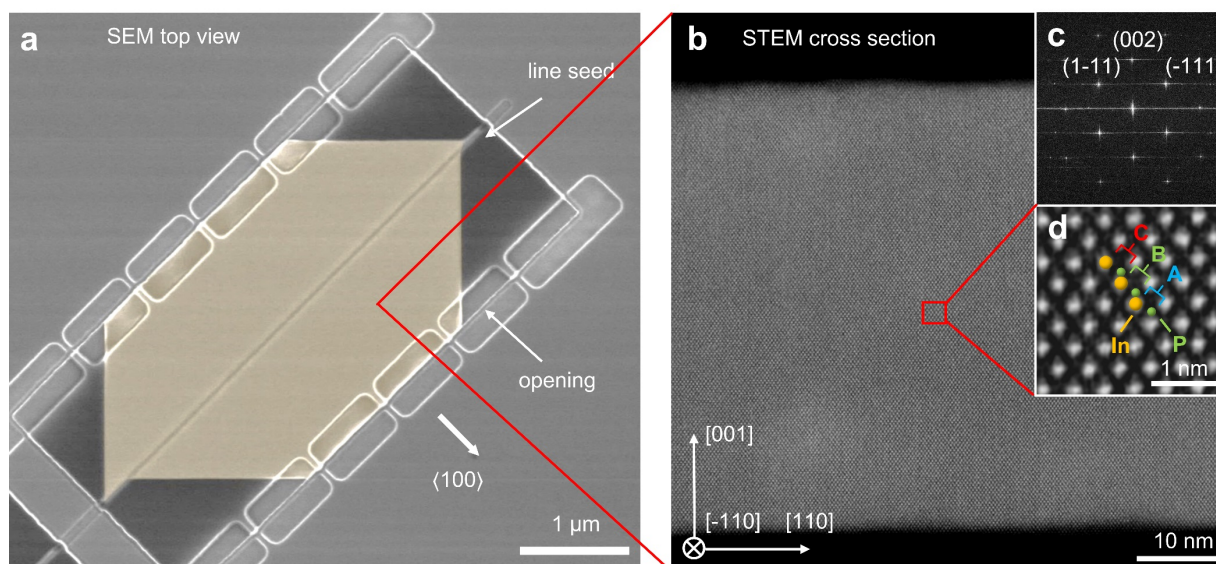 a
SEM top view
line seed
opening
⟨100⟩
1 μm
b
STEM cross section
[001]
[-110] [110]
10 nm
c
(002)
(1-11) (-111)
d
C
B
A
In P
1 nm